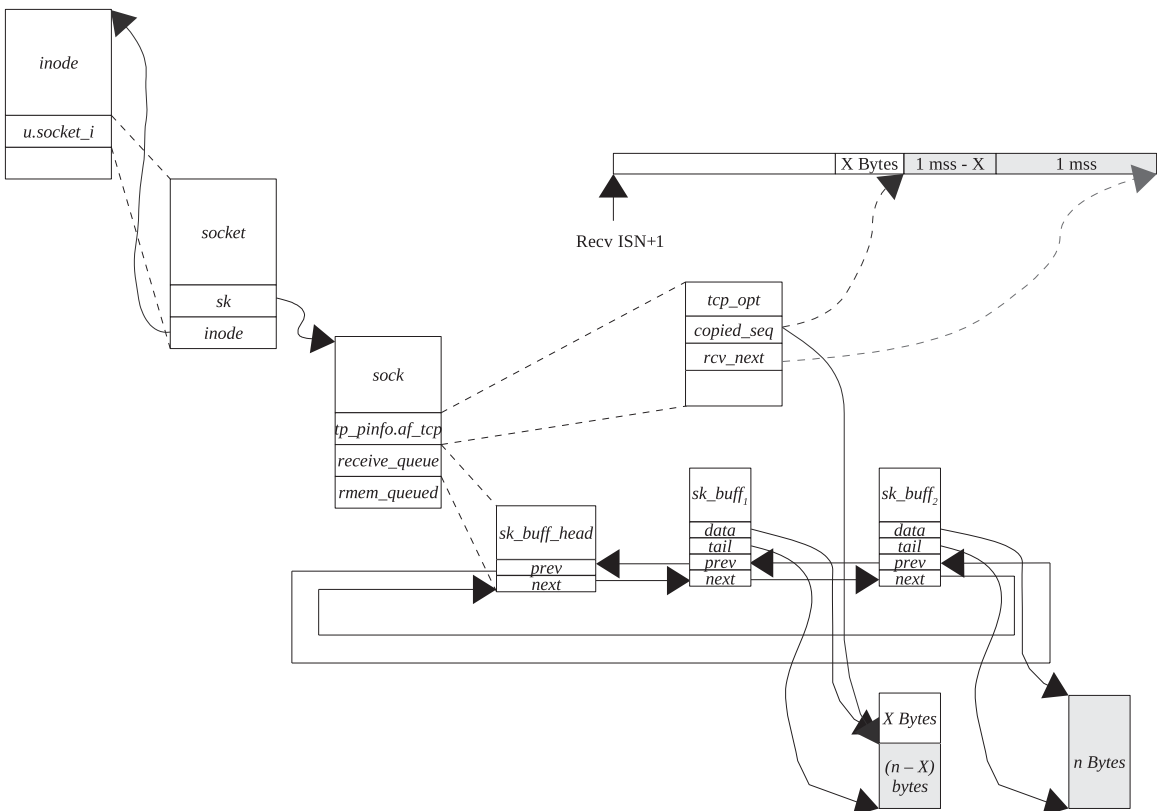 inode
u.socket_i
X Bytes 1 mss - X 1 mss
Recv ISN+1
socket
sk
inode
tcp_opt
copied_seq
rcv_next
sock
tp_pinfo.af_tcp
receive_queue
rmem_queued
sk_buff_head
prev
next
sk_buff1
data
tail
prev
next
sk_buff2
data
tail
prev
next
X Bytes
(n – X)
bytes
n Bytes